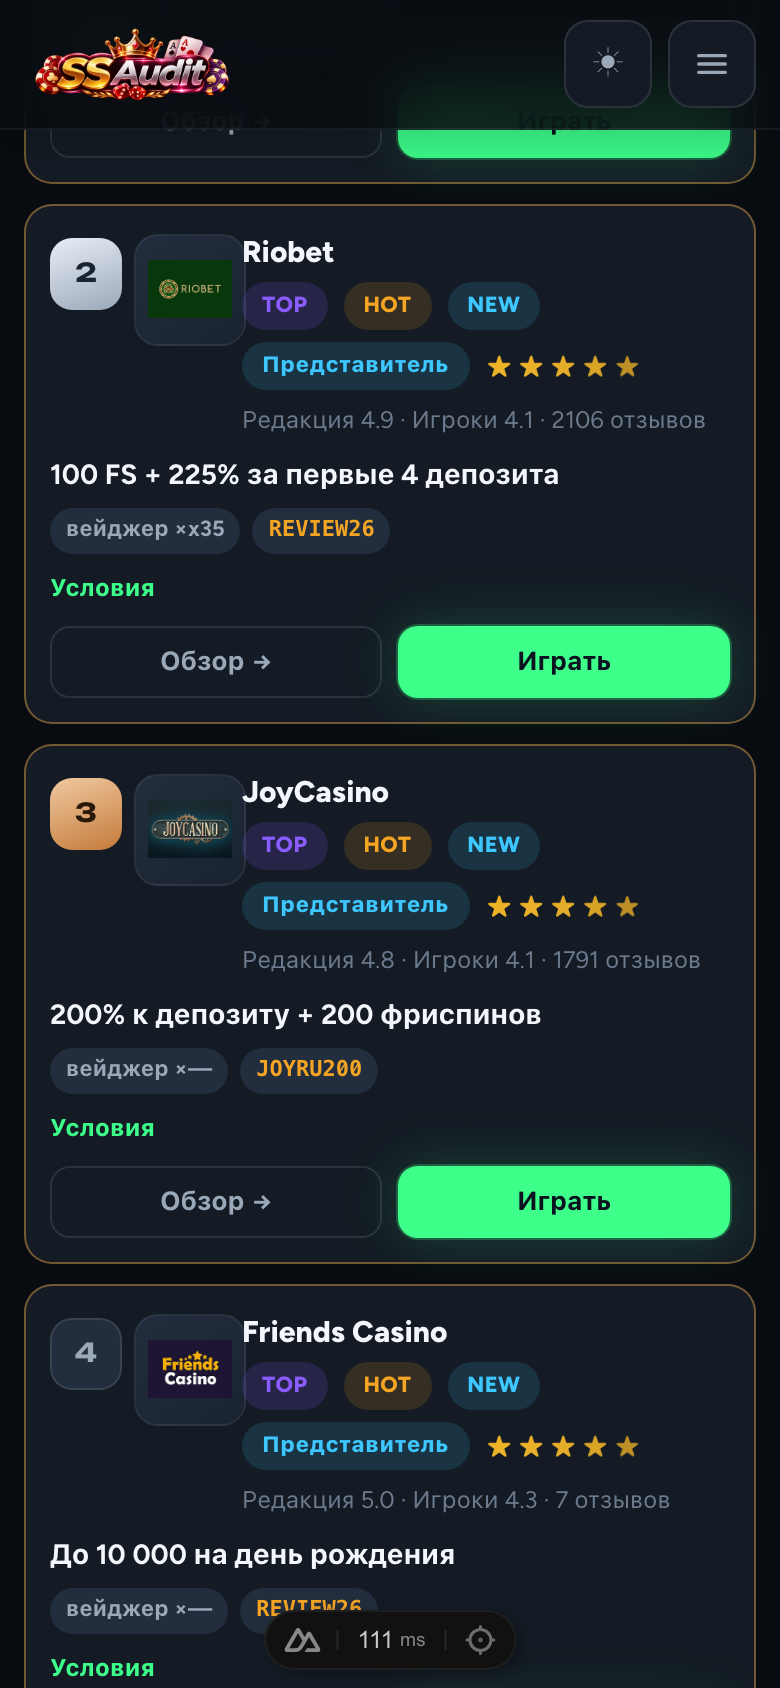 SSAudit
Обзор →
Играть
2
RIOBET
Riobet
TOP HOT NEW
Представитель
Редакция 4.9 · Игроки 4.1 · 2106 отзывов
100 FS + 225% за первые 4 депозита
вейджер ×x35 REVIEW26
Условия
Обзор → Играть
3
JOYCASINO
JoyCasino
TOP HOT NEW
Представитель
Редакция 4.8 · Игроки 4.1 · 1791 отзывов
200% к депозиту + 200 фриспинов
вейджер ×— JOYRU200
Условия
Обзор → Играть
4
Friends
Casino
Friends Casino
TOP HOT NEW
Представитель
Редакция 5.0 · Игроки 4.3 · 7 отзывов
До 10 000 на день рождения
вейджер ×— REVIEW26
111 ms
Условия